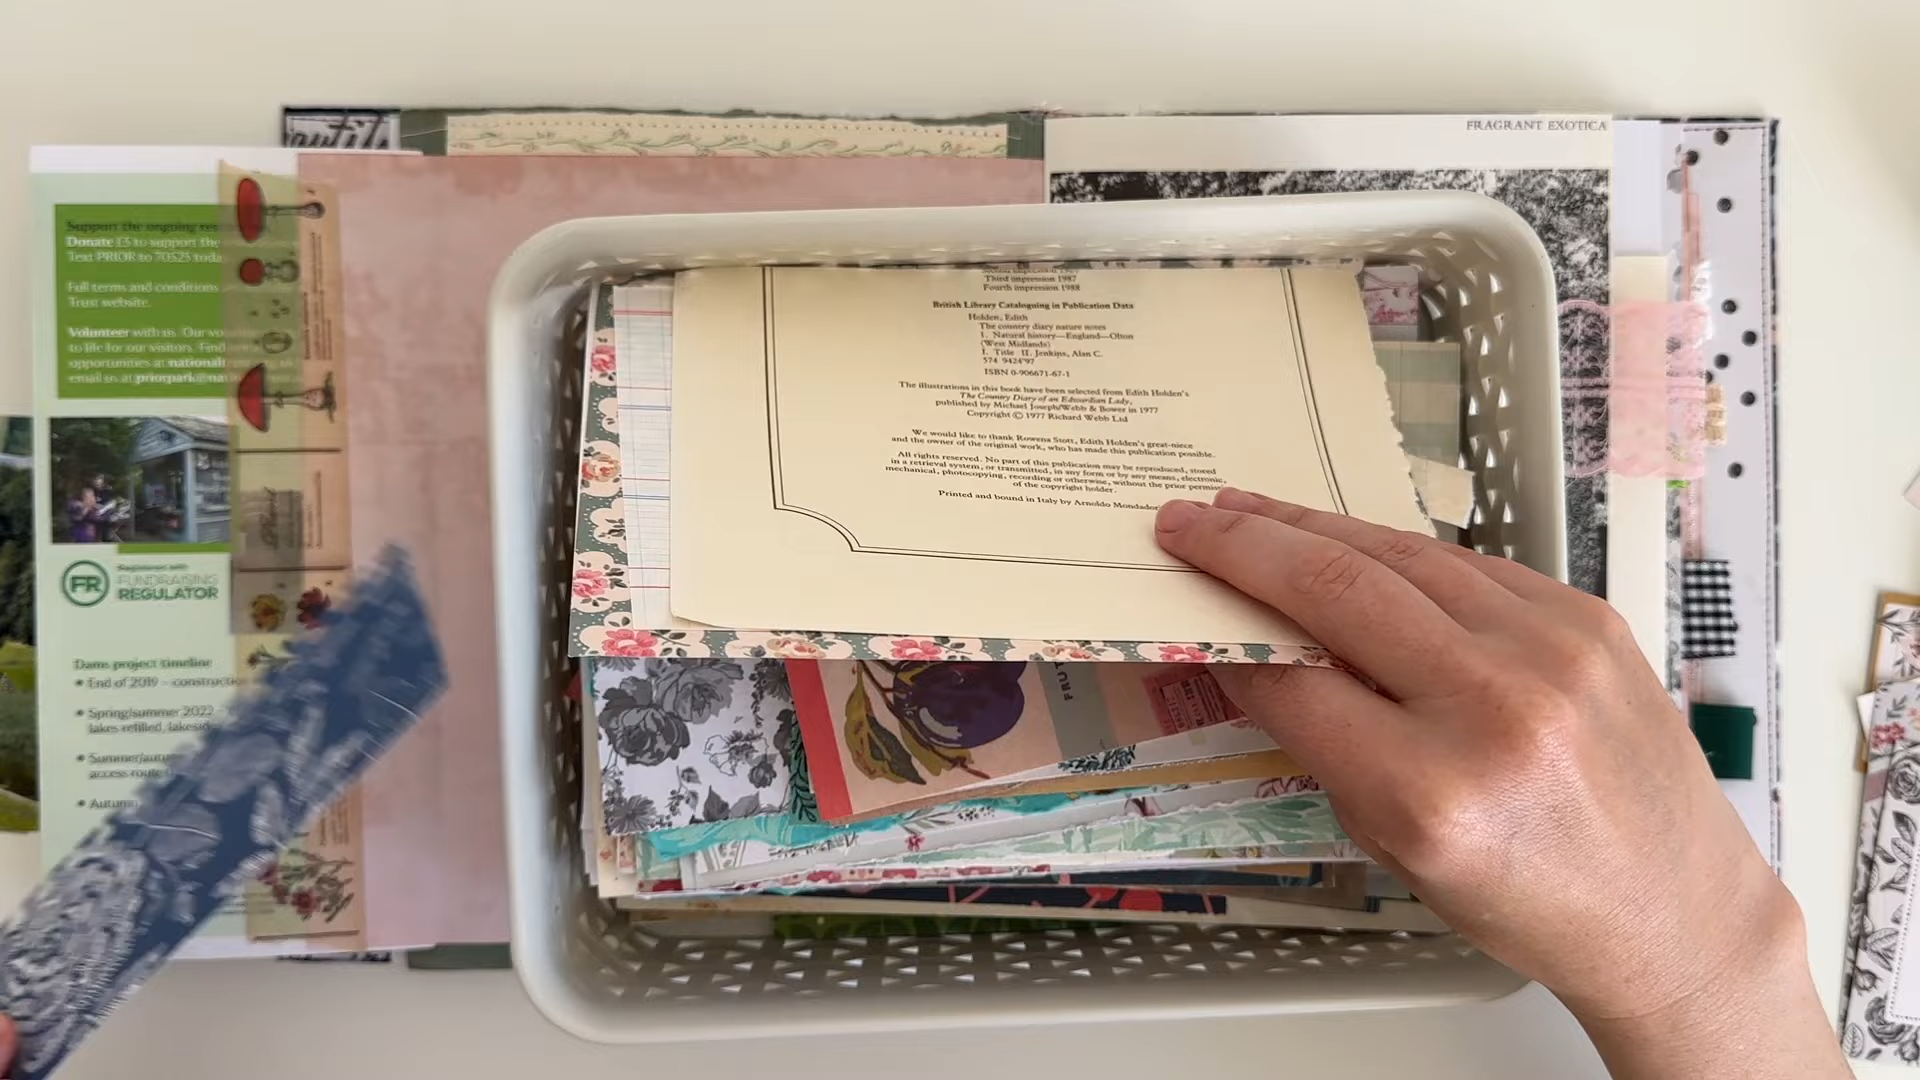 FRAGRANT EXOTICA
Support the ongoing
Donate £5 to support the
Text PRIOR to 70525 toda
Full terms and conditions
Trust website.
Volunteer with us. Our
to life for our visitors. Find
opportunities at national
email us at priorpark@na
Registered with
FR FUNDRAISING
REGULATOR
Dams project timeline
• End of 2019 – construct
• Spring/summer 2022
lakes refilled, lakesid
• Summer/autu
access route
• Autumn
Third impression 1987
Fourth impression 1988
British Library Cataloguing in Publication Data
Holden, Edith
The country diary nature notes
1. Natural history—England—Olton
(West Midlands)
I. Title II. Jenkins, Alan C.
574.9424'97
ISBN 0-906671-67-1
The illustrations in this book have been selected from Edith Holden's
The Country Diary of an Edwardian Lady,
published by Michael Joseph/Webb & Bower in 1977
Copyright © 1977 Richard Webb Ltd
We would like to thank Rowena Stott, Edith Holden's great-niece
and the owner of the original work, who has made this publication possible.
All rights reserved. No part of this publication may be reproduced, stored
in a retrieval system, or transmitted, in any form or by any means, electronic,
mechanical, photocopying, recording or otherwise, without the prior permiss
of the copyright holder.
Printed and bound in Italy by Arnoldo Mondador
FRU